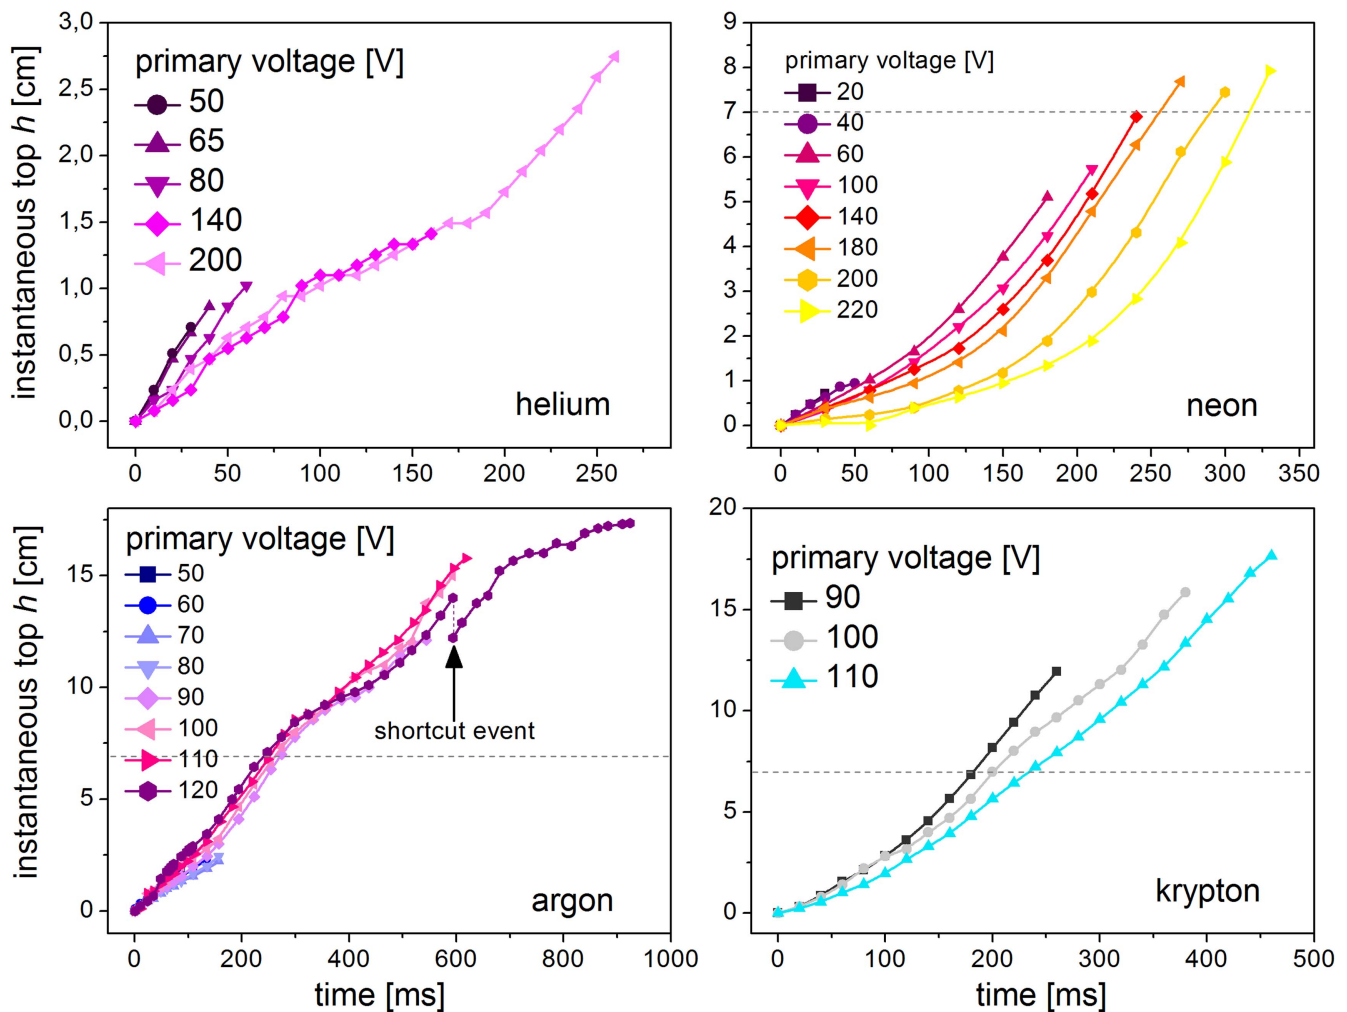 3,0
2,5
2,0
1,5
1,0
0,5
0,0
instantaneous top h [cm]
primary voltage [V]
50
65
80
140
200
helium
0 50 100 150 200 250
9
8
7
6
5
4
3
2
1
0
primary voltage [V]
20
40
60
100
140
180
200
220
neon
0 50 100 150 200 250 300 350
15
10
5
0
instantaneous top h [cm]
primary voltage [V]
50
60
70
80
90
100
110
120
shortcut event
argon
0 200 400 600 800 1000
time [ms]
20
15
10
5
0
primary voltage [V]
90
100
110
krypton
0 100 200 300 400 500
time [ms]